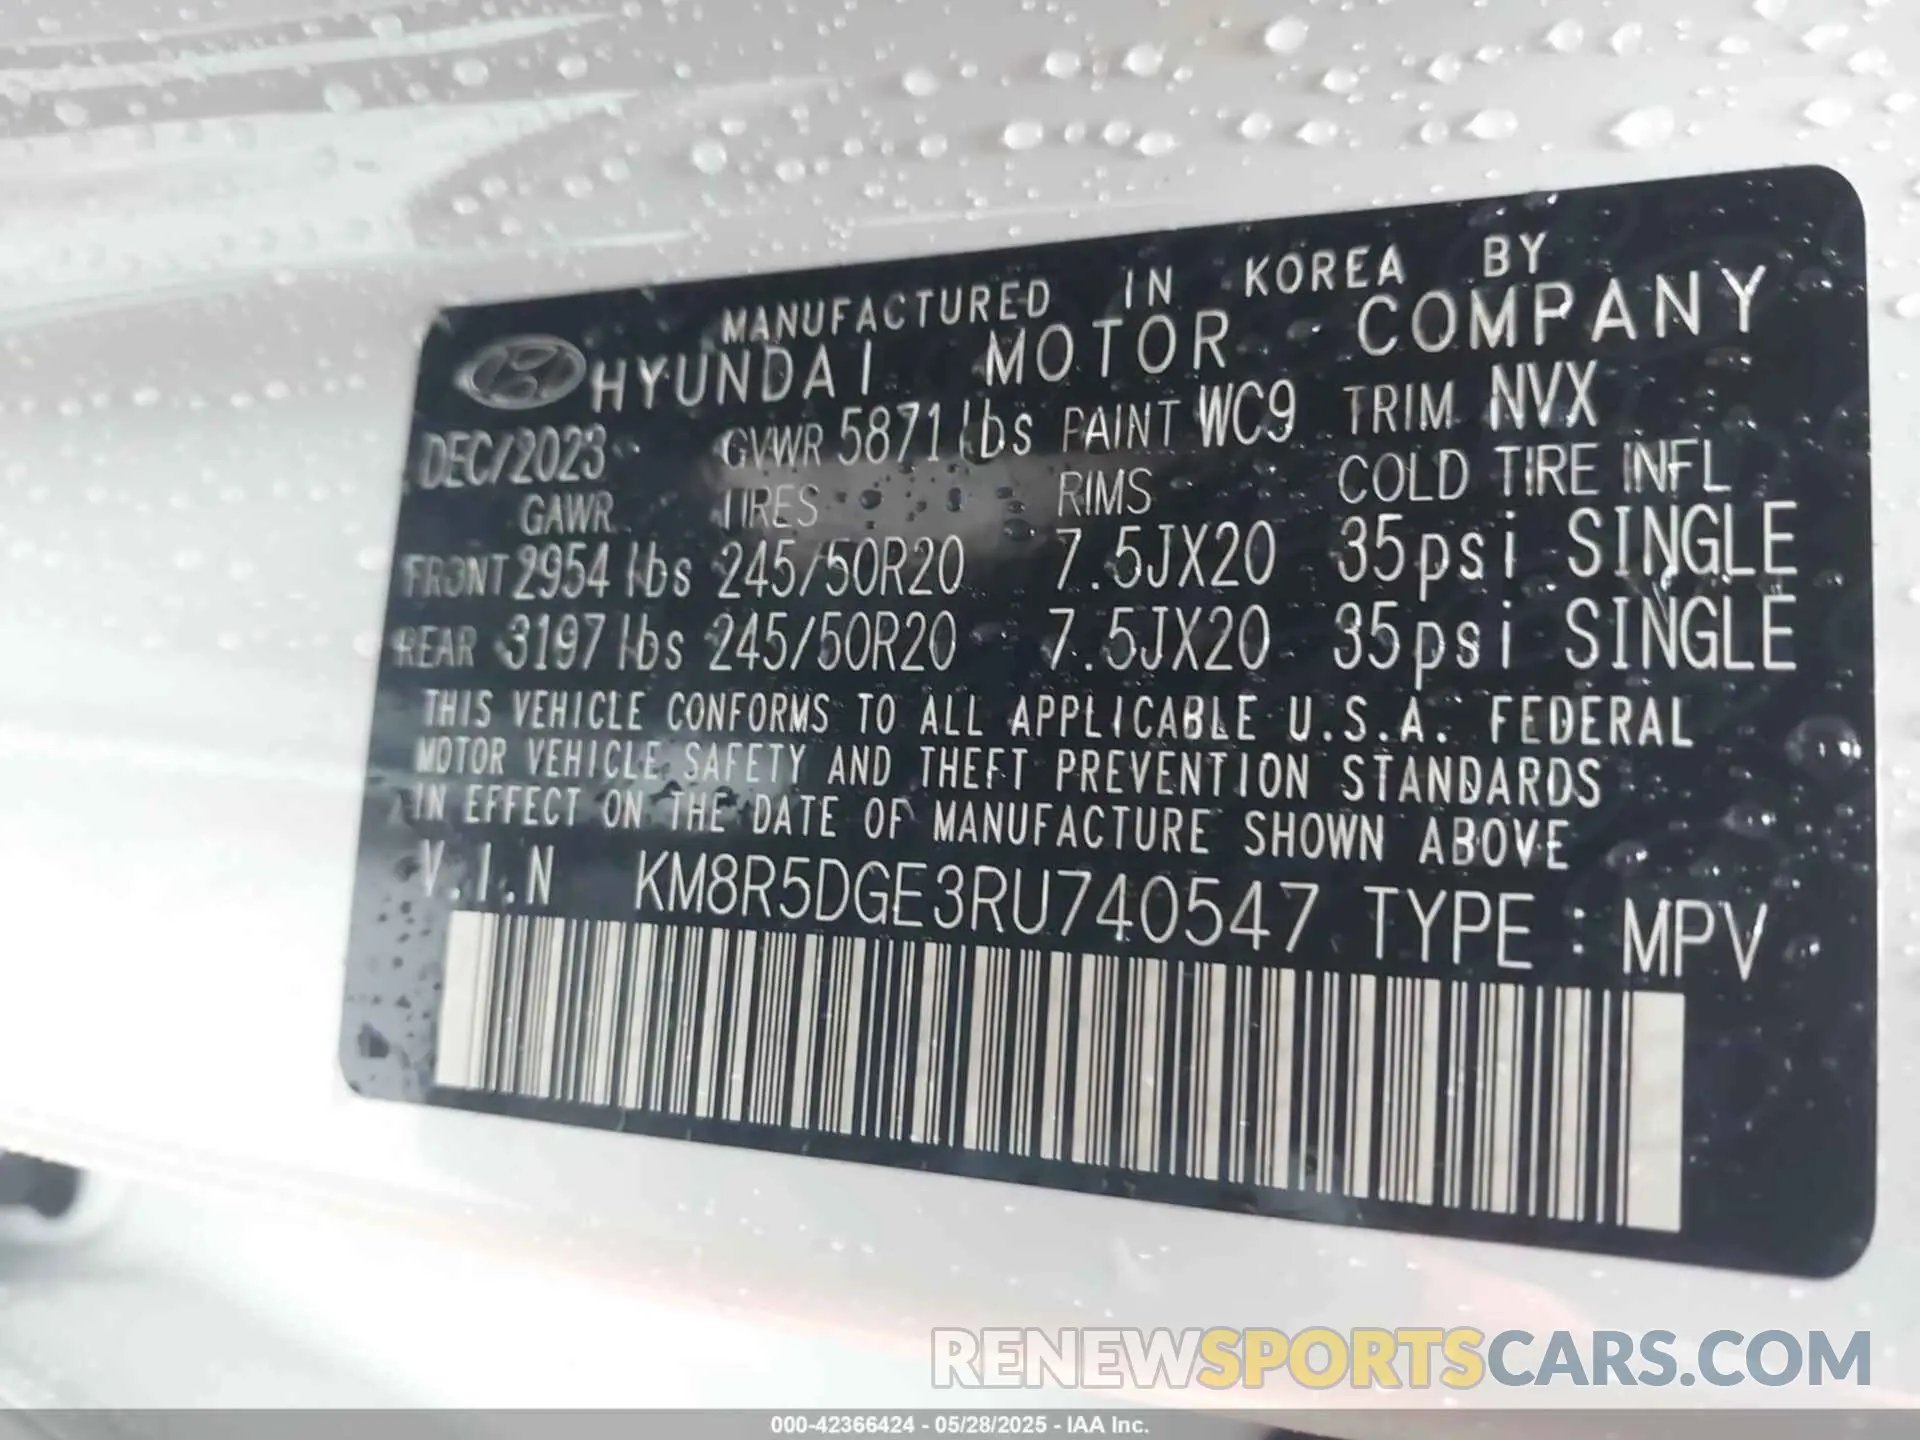 MANUFACTURED IN KOREA BY
HYUNDAI MOTOR COMPANY
DEC/2023 GVWR 5871 lbs PAINT WC9 TRIM NVX
GAWR TIRES RIMS COLD TIRE INFL
FRONT 2954 lbs 245/50R20 7.5JX20 35psi SINGLE
REAR 3197 lbs 245/50R20 7.5JX20 35psi SINGLE
THIS VEHICLE CONFORMS TO ALL APPLICABLE U.S.A. FEDERAL
MOTOR VEHICLE SAFETY AND THEFT PREVENTION STANDARDS
IN EFFECT ON THE DATE OF MANUFACTURE SHOWN ABOVE
V.I.N KM8R5DGE3RU740547 TYPE : MPV
RENEWSPORTSCARS.COM
000-42366424 - 05/28/2025 - IAA Inc.